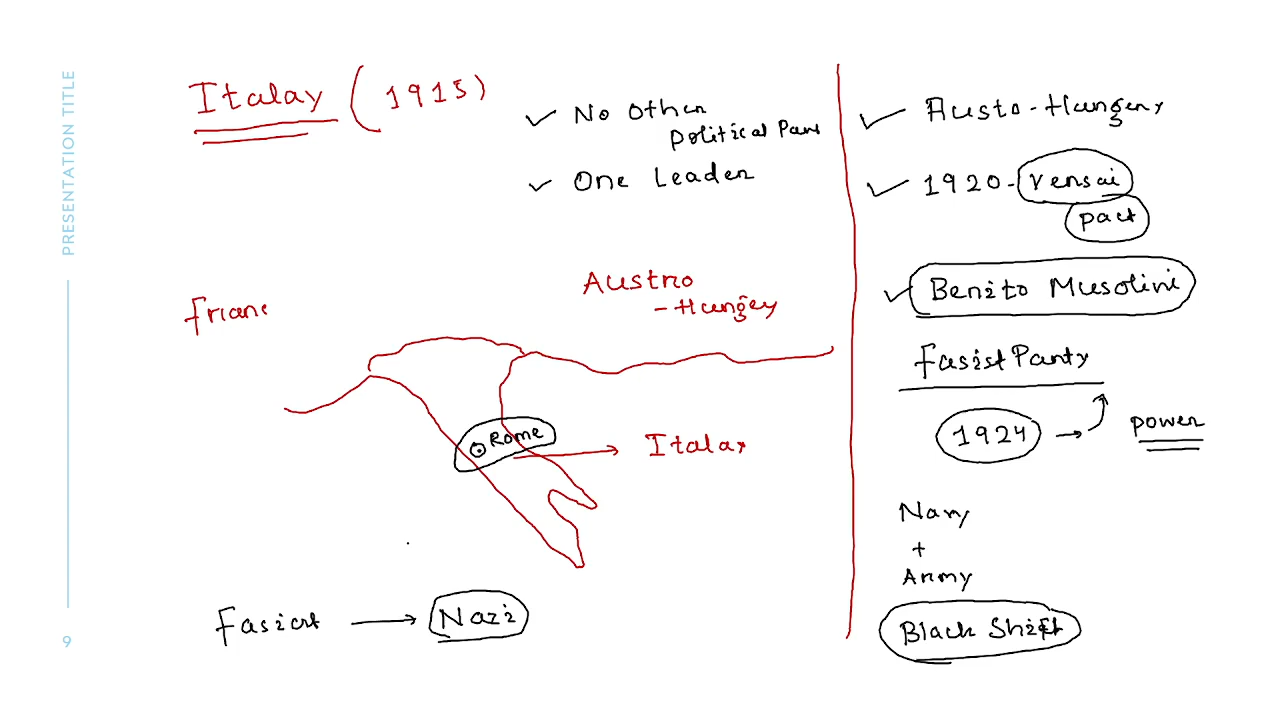 PRESENTATION TITLE
Italay (1915)
No Other
political Part
One Leader
Austo-Hungery
1920-Versai
pact
Benito Musolini
Fasist Party
1924
power
Navy
+
Army
Black Shift
Austro
-Hungey
Frianc
Rome
Italay
Fasict
Nazi
9